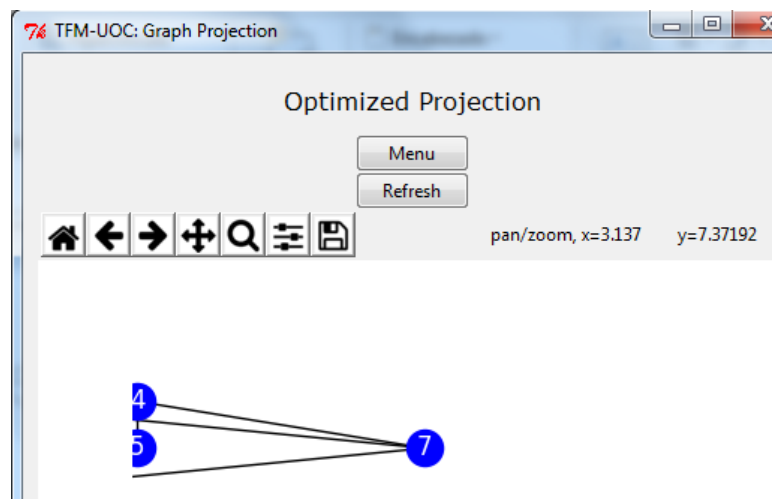 TFM-UOC: Graph Projection
Optimized Projection
Menu
Refresh
pan/zoom, x=3.137 y=7.37192
4
5
7